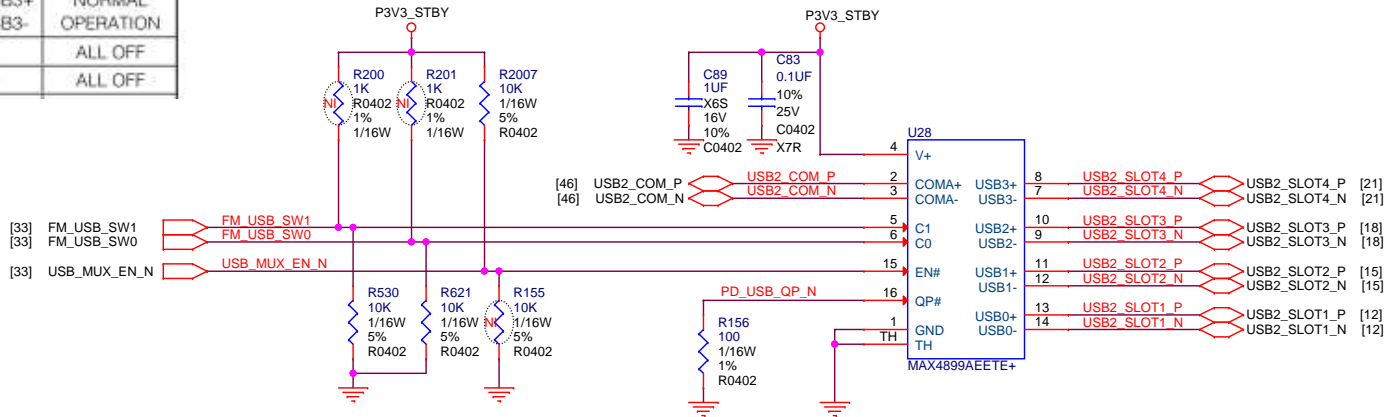 NORMAL
B3- OPERATION
ALL OFF
ALL OFF
P3V3_STBY
P3V3_STBY
R200
1K
R0402
1%
1/16W
NI
R201
1K
R0402
1%
1/16W
NI
R2007
10K
1/16W
5%
R0402
C89
1UF
X6S
16V
10%
C0402
C83
0.1UF
10%
25V
C0402
X7R
U28
4 V+
[46] USB2_COM_P USB2_COM_P 2 COMA+
[46] USB2_COM_N USB2_COM_N 3 COMA-
USB3+ 8 USB2_SLOT4_P USB2_SLOT4_P [21]
USB3- 7 USB2_SLOT4_N USB2_SLOT4_N [21]
[33] FM_USB_SW1 FM_USB_SW1 5 C1
[33] FM_USB_SW0 FM_USB_SW0 6 C0
USB2+ 10 USB2_SLOT3_P USB2_SLOT3_P [18]
USB2- 9 USB2_SLOT3_N USB2_SLOT3_N [18]
[33] USB_MUX_EN_N USB_MUX_EN_N 15 EN#
USB1+ 11 USB2_SLOT2_P USB2_SLOT2_P [15]
USB1- 12 USB2_SLOT2_N USB2_SLOT2_N [15]
PD_USB_QP_N 16 QP#
USB0+ 13 USB2_SLOT1_P USB2_SLOT1_P [12]
USB0- 14 USB2_SLOT1_N USB2_SLOT1_N [12]
1 GND
TH TH
MAX4899AEETE+
R530
10K
1/16W
5%
R0402
R621
10K
1/16W
5%
R0402
R155
10K
1/16W
5%
R0402
NI
R156
100
1/16W
1%
R0402